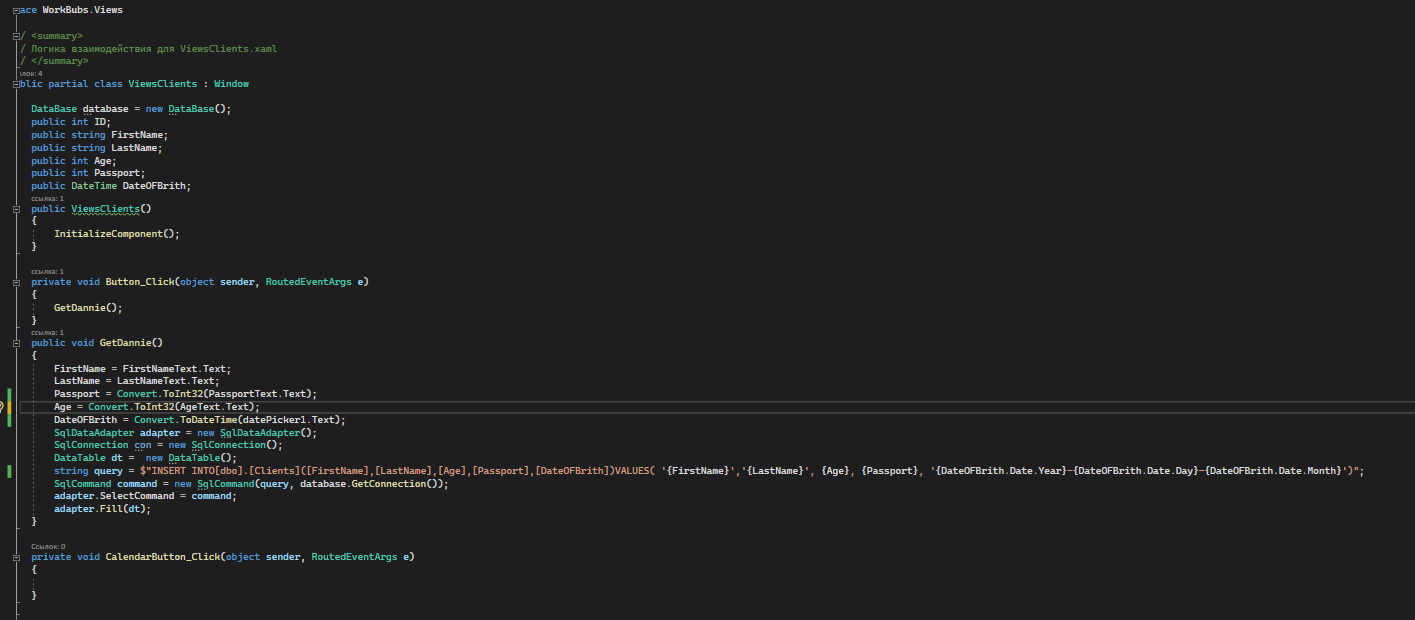 ace WorkBubs.Views
/ <summary>
/ Логика взаимодействия для ViewsClients.xaml
/ </summary>
ылок: 4
blic partial class ViewsClients : Window
DataBase database = new DataBase();
public int ID;
public string FirstName;
public string LastName;
public int Age;
public int Passport;
public DateTime DateOFBrith;
ссылка: 1
public ViewsClients()
{
InitializeComponent();
}
ссылка: 1
private void Button_Click(object sender, RoutedEventArgs e)
{
GetDannie();
}
ссылка: 1
public void GetDannie()
{
FirstName = FirstNameText.Text;
LastName = LastNameText.Text;
Passport = Convert.ToInt32(PassportText.Text);
Age = Convert.ToInt32(AgeText.Text);
DateOFBrith = Convert.ToDateTime(datePicker1.Text);
SqlDataAdapter adapter = new SqlDataAdapter();
SqlConnection con = new SqlConnection();
DataTable dt =  new DataTable();
string query = $"INSERT INTO[dbo].[Clients]([FirstName],[LastName],[Age],[Passport],[DateOFBrith])VALUES( '{FirstName}','{LastName}', {Age}, {Passport}, '{DateOFBrith.Date.Year}-{DateOFBrith.Date.Day}-{DateOFBrith.Date.Month}')";
SqlCommand command = new SqlCommand(query, database.GetConnection());
adapter.SelectCommand = command;
adapter.Fill(dt);
}
Ссылок: 0
private void CalendarButton_Click(object sender, RoutedEventArgs e)
{
}